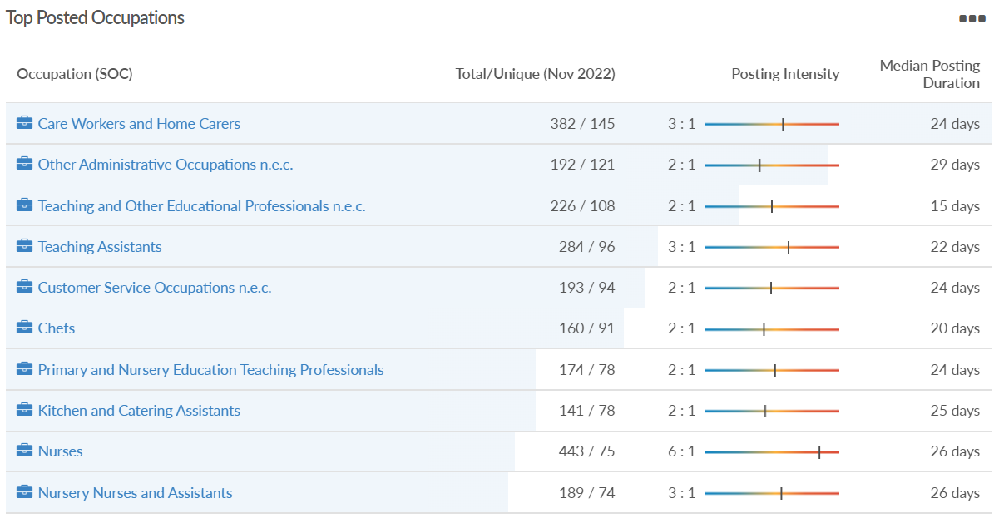 Top Posted Occupations
Occupation (SOC) Total/Unique (Nov 2022) Posting Intensity Median Posting Duration
Care Workers and Home Carers 382 / 145 3 : 1 24 days
Other Administrative Occupations n.e.c. 192 / 121 2 : 1 29 days
Teaching and Other Educational Professionals n.e.c. 226 / 108 2 : 1 15 days
Teaching Assistants 284 / 96 3 : 1 22 days
Customer Service Occupations n.e.c. 193 / 94 2 : 1 24 days
Chefs 160 / 91 2 : 1 20 days
Primary and Nursery Education Teaching Professionals 174 / 78 2 : 1 24 days
Kitchen and Catering Assistants 141 / 78 2 : 1 25 days
Nurses 443 / 75 6 : 1 26 days
Nursery Nurses and Assistants 189 / 74 3 : 1 26 days